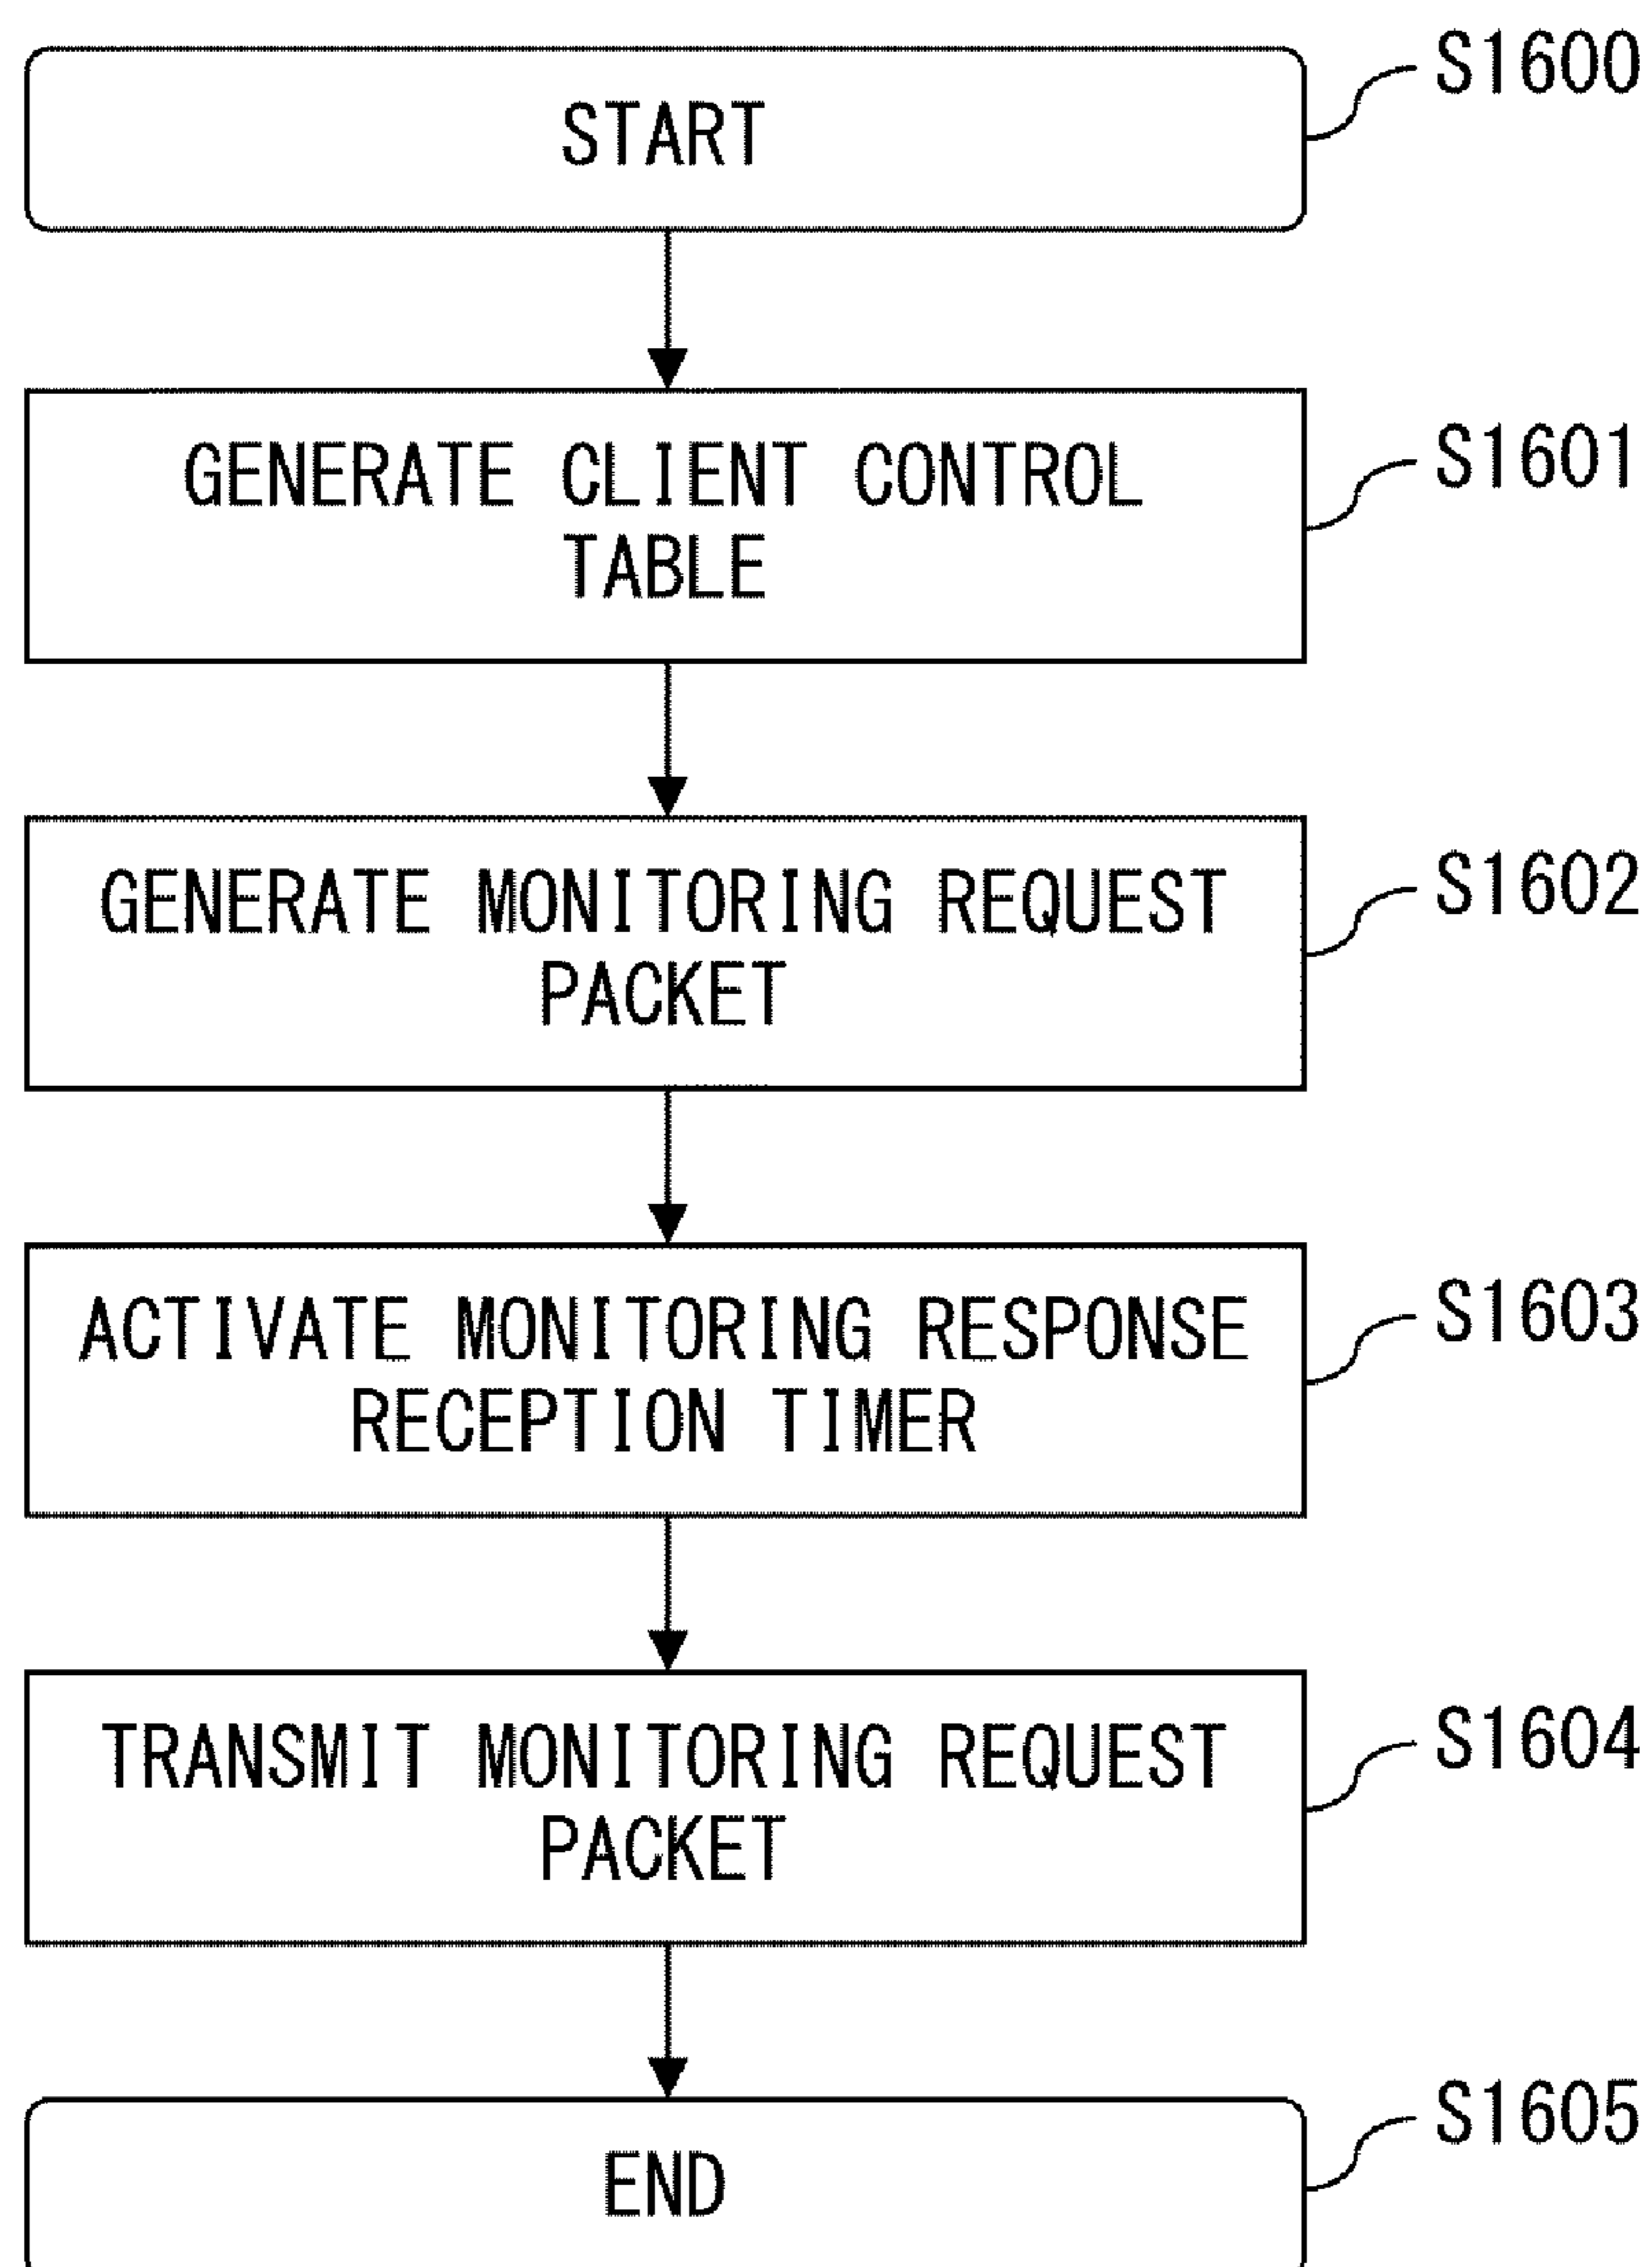 START
S1600
GENERATE CLIENT CONTROL
TABLE
S1601
GENERATE MONITORING REQUEST
PACKET
S1602
ACTIVATE MONITORING RESPONSE
RECEPTION TIMER
S1603
TRANSMIT MONITORING REQUEST
PACKET
S1604
END
S1605